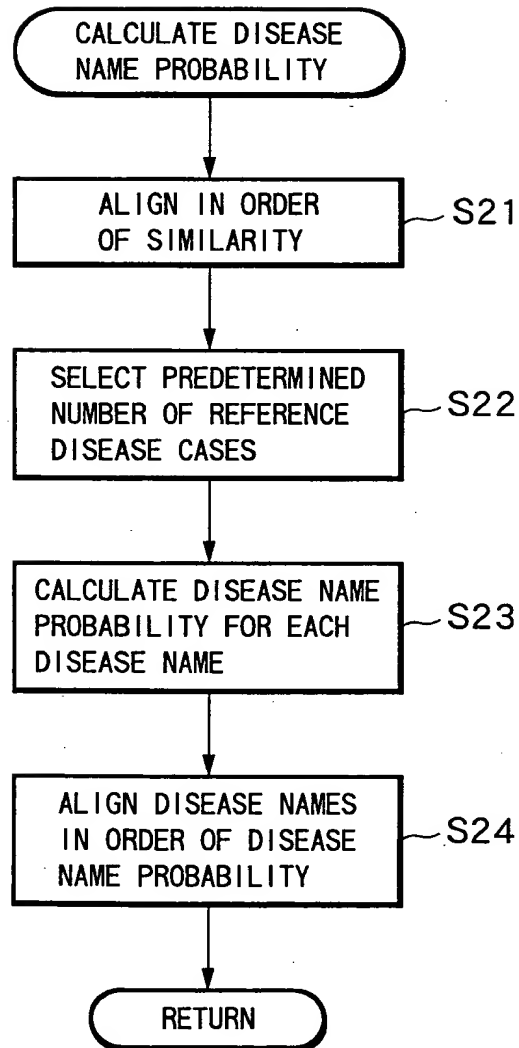 CALCULATE DISEASE
NAME PROBABILITY
ALIGN IN ORDER
OF SIMILARITY
S21
SELECT PREDETERMINED
NUMBER OF REFERENCE
DISEASE CASES
S22
CALCULATE DISEASE NAME
PROBABILITY FOR EACH
DISEASE NAME
S23
ALIGN DISEASE NAMES
IN ORDER OF DISEASE
NAME PROBABILITY
S24
RETURN